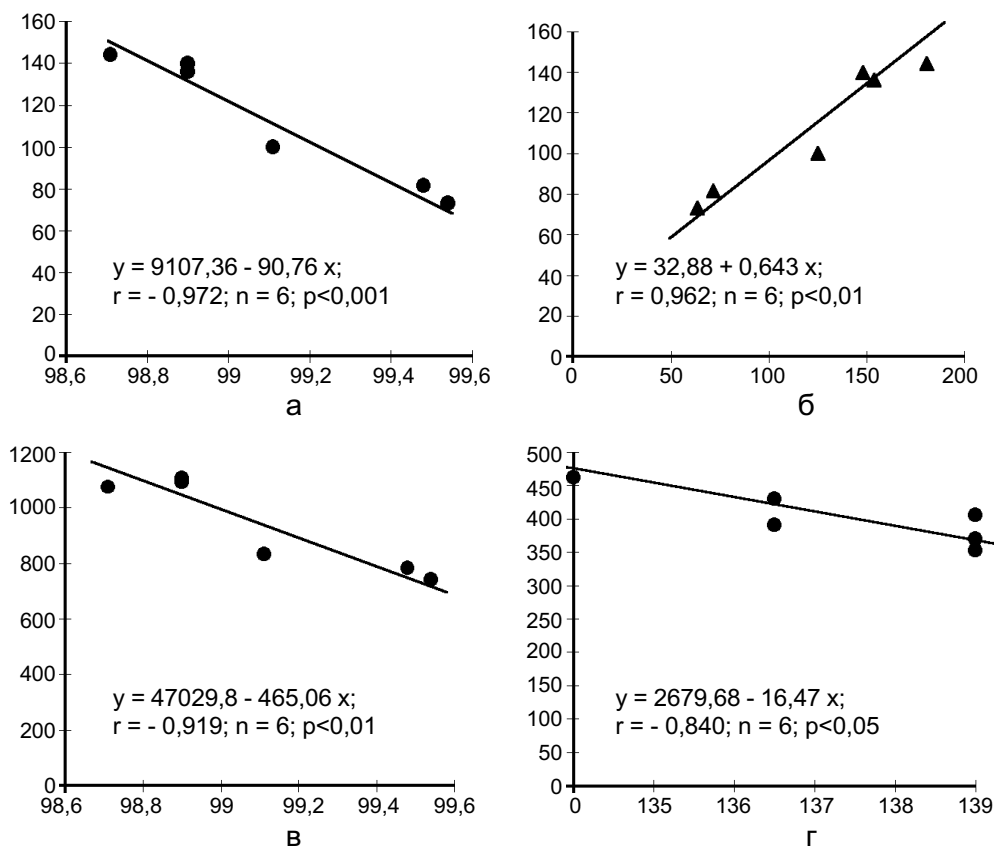 160
140
120
100
80
60
40
20
0
98,6 98,8 99 99,2 99,4 99,6
y = 9107,36 - 90,76 x;
r = - 0,972; n = 6; p<0,001
а
160
140
120
100
80
60
40
20
0
0 50 100 150 200
y = 32,88 + 0,643 x;
r = 0,962; n = 6; p<0,01
б
1200
1000
800
600
400
200
0
98,6 98,8 99 99,2 99,4 99,6
y = 47029,8 - 465,06 x;
r = - 0,919; n = 6; p<0,01
в
500
450
400
350
300
250
200
150
100
50
0
0 135 136 137 138 139
y = 2679,68 - 16,47 x;
r = - 0,840; n = 6; p<0,05
г